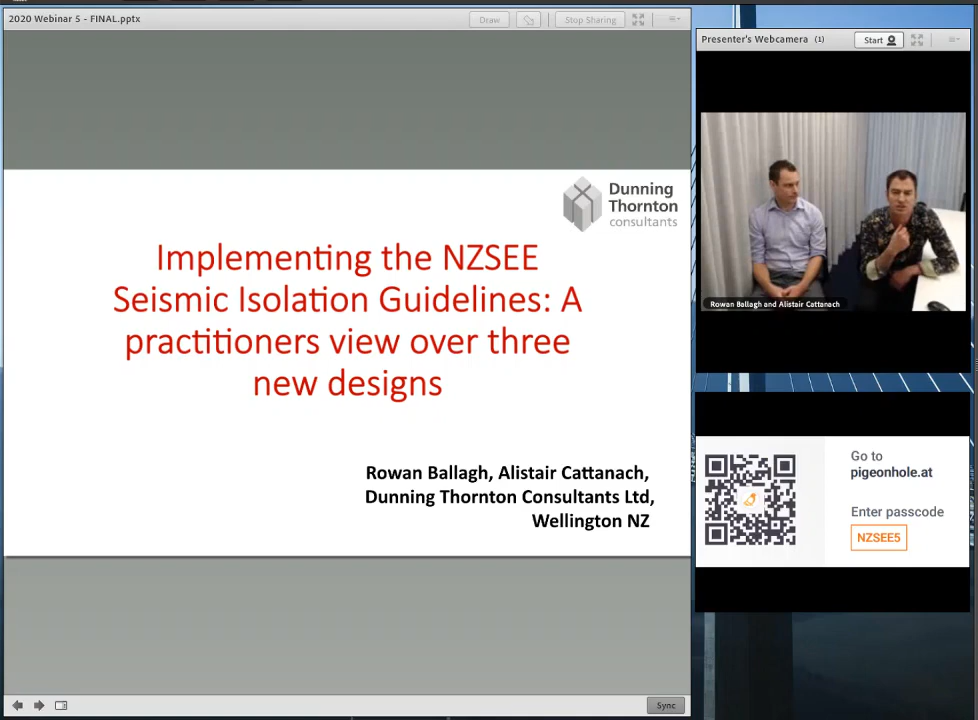 2020 Webinar 5 - FINAL.pptx
Draw
Stop Sharing
Dunning
Thornton
consultants
Implementing the NZSEE
Seismic Isolation Guidelines: A
practitioners view over three
new designs
Rowan Ballagh, Alistair Cattanach,
Dunning Thornton Consultants Ltd,
Wellington NZ
Sync
Presenter's Webcamera (1)
Start
Rowan Ballagh and Alistair Cattanach
Go to
pigeonhole.at
Enter passcode
NZSEE5